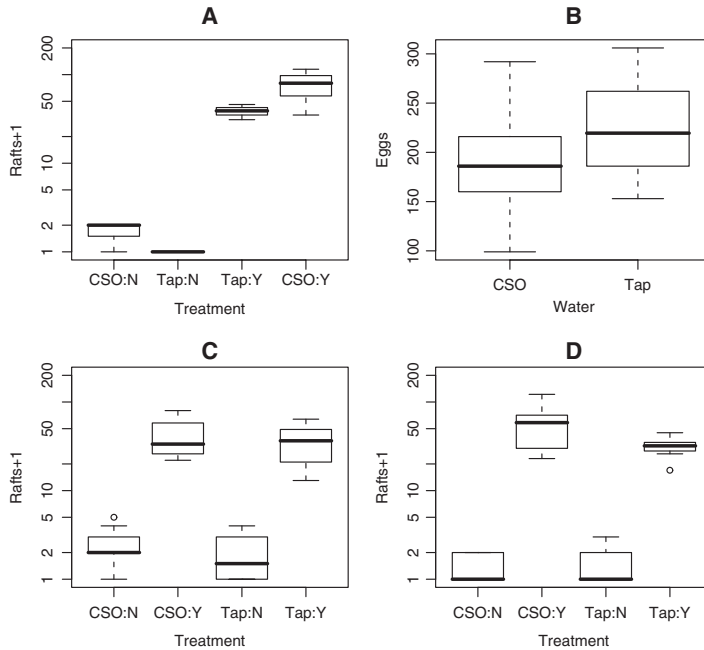 A
Rafts+1
200
50
10
5
2
1
CSO:N Tap:N Tap:Y CSO:Y
Treatment
B
Eggs
300
250
200
150
100
CSO Tap
Water
C
Rafts+1
200
50
10
5
2
1
CSO:N CSO:Y Tap:N Tap:Y
Treatment
D
Rafts+1
200
50
10
5
2
1
CSO:N CSO:Y Tap:N Tap:Y
Treatment